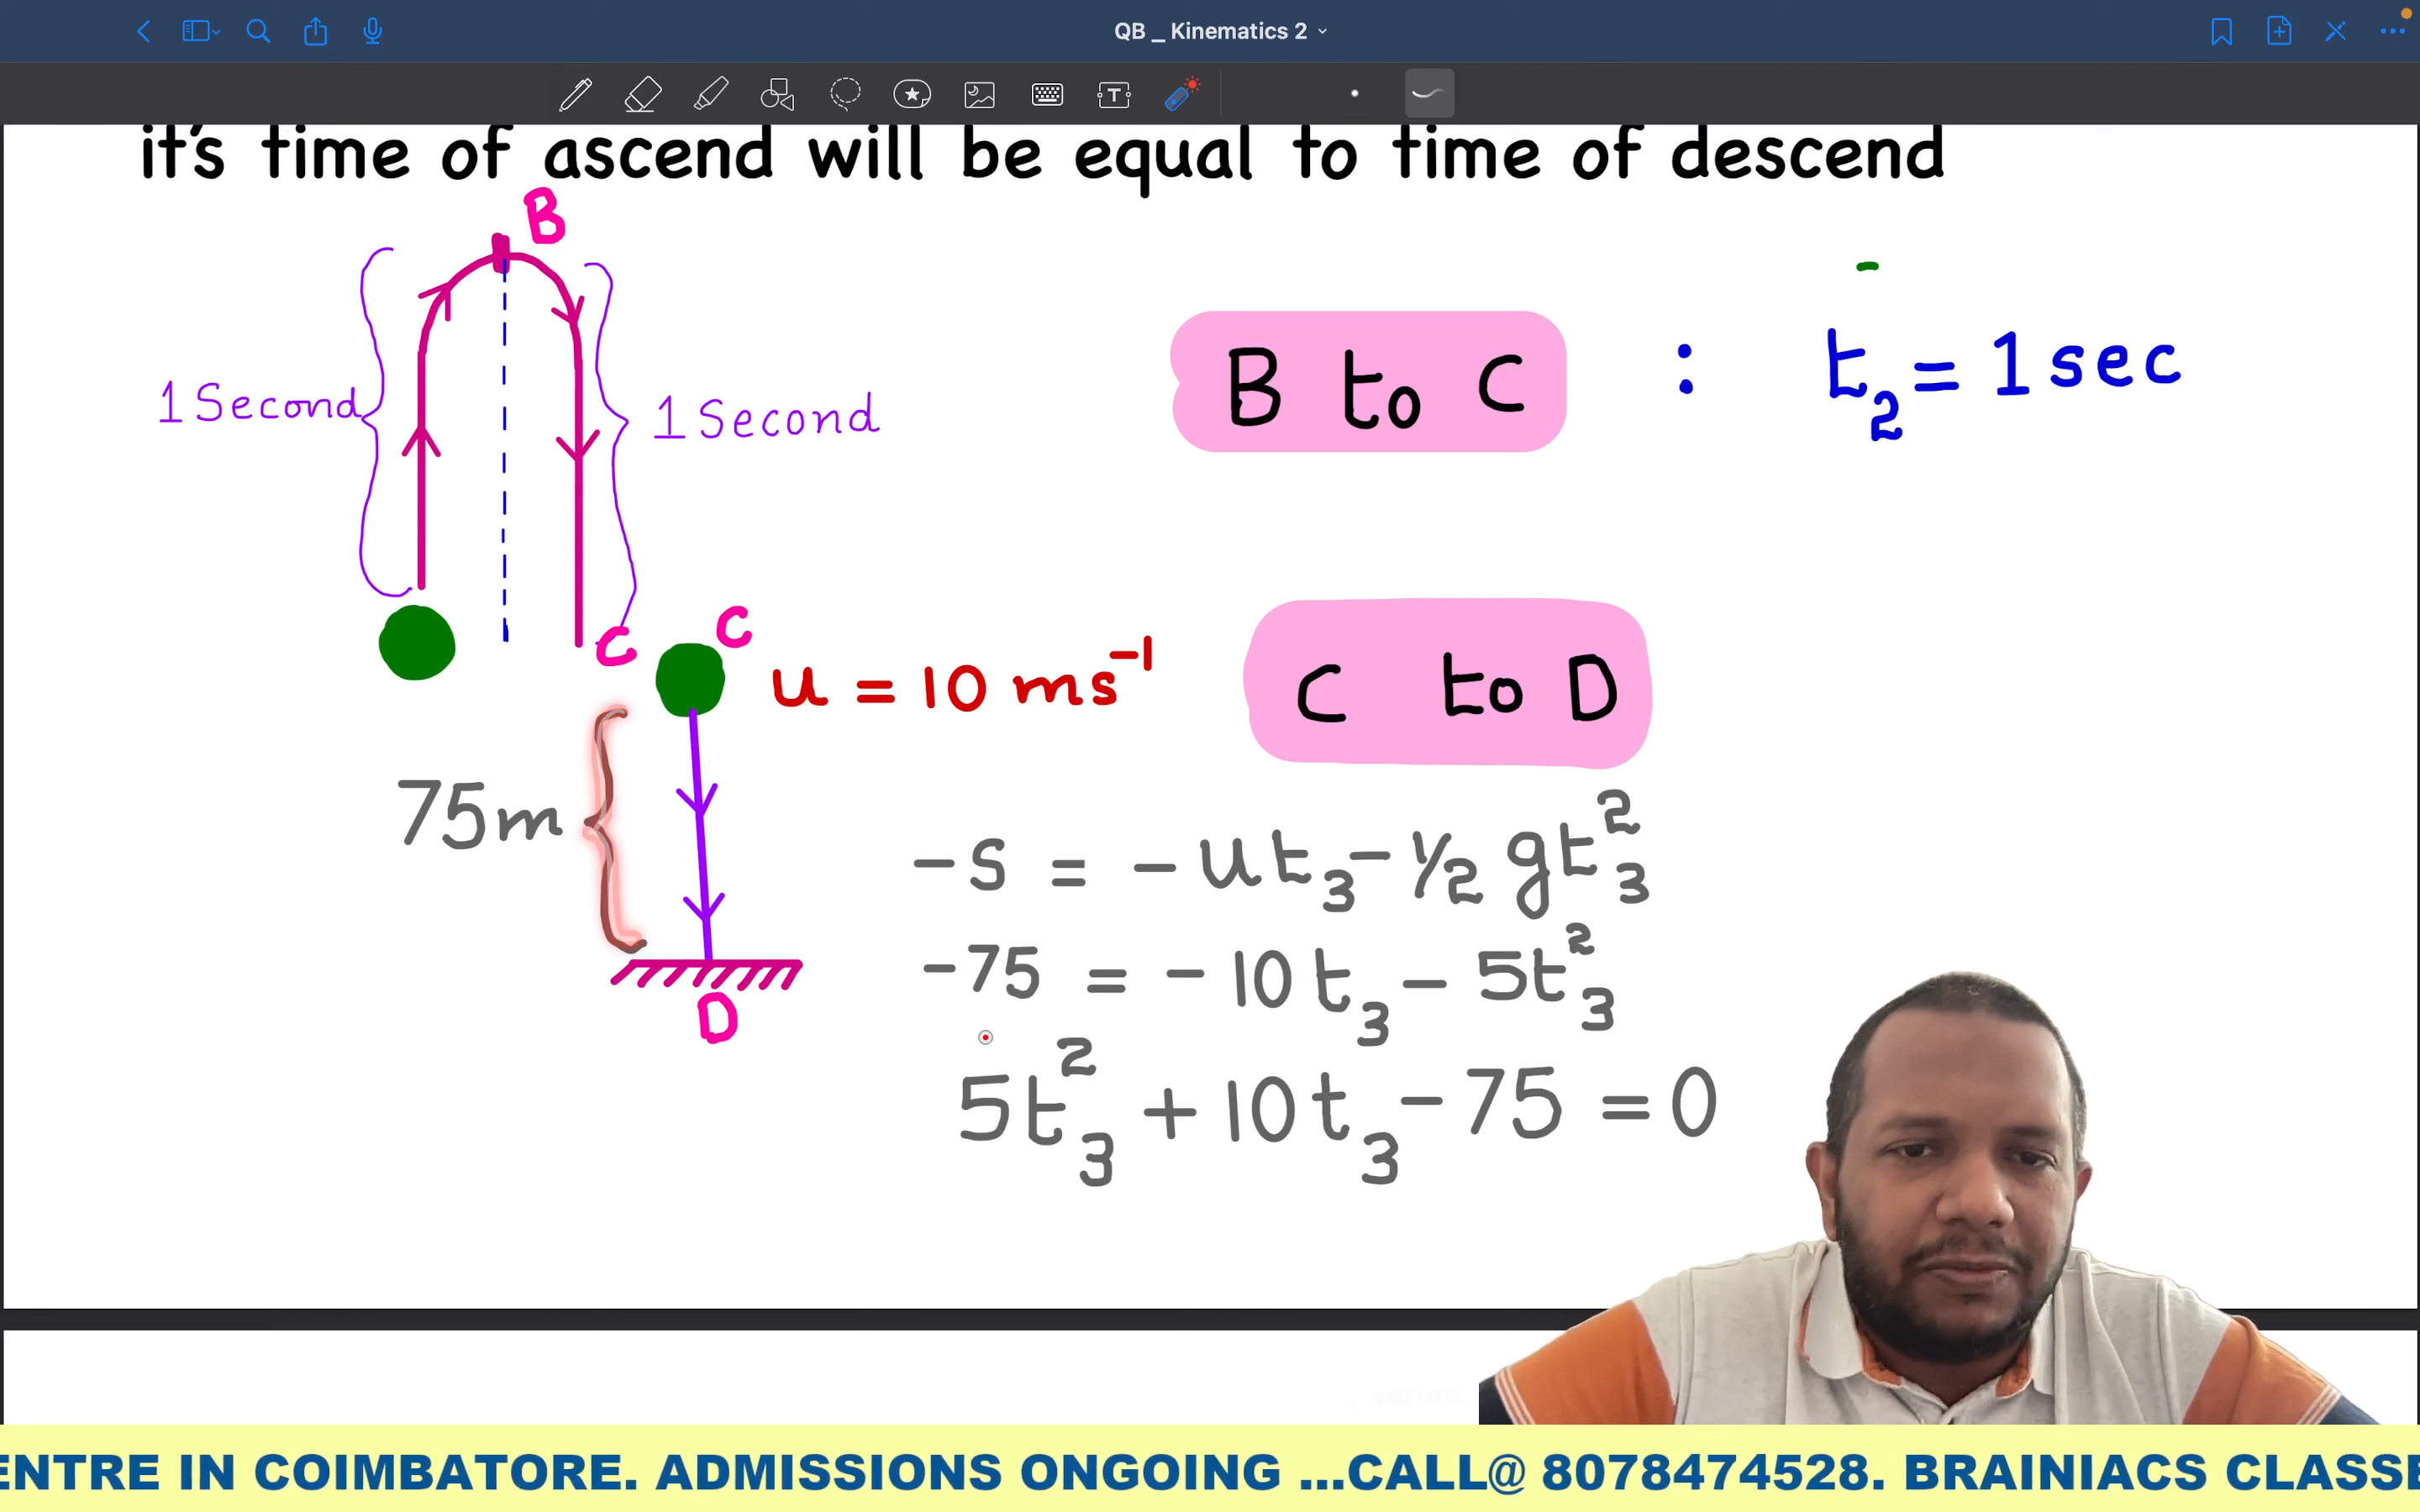 QB _ Kinematics 2
it's time of ascend will be equal to time of descend
B
1 Second
1 Second
B to C : t₂ = 1 sec
C
C
u = 10 ms⁻¹
C to D
75m
-s = -ut₃ - 1/2 gt₃²
-75 = -10t₃ - 5t₃²
D
5t₃² + 10t₃ - 75 = 0
ENTRE IN COIMBATORE. ADMISSIONS ONGOING ...CALL@ 8078474528. BRAINIACS CLASSE